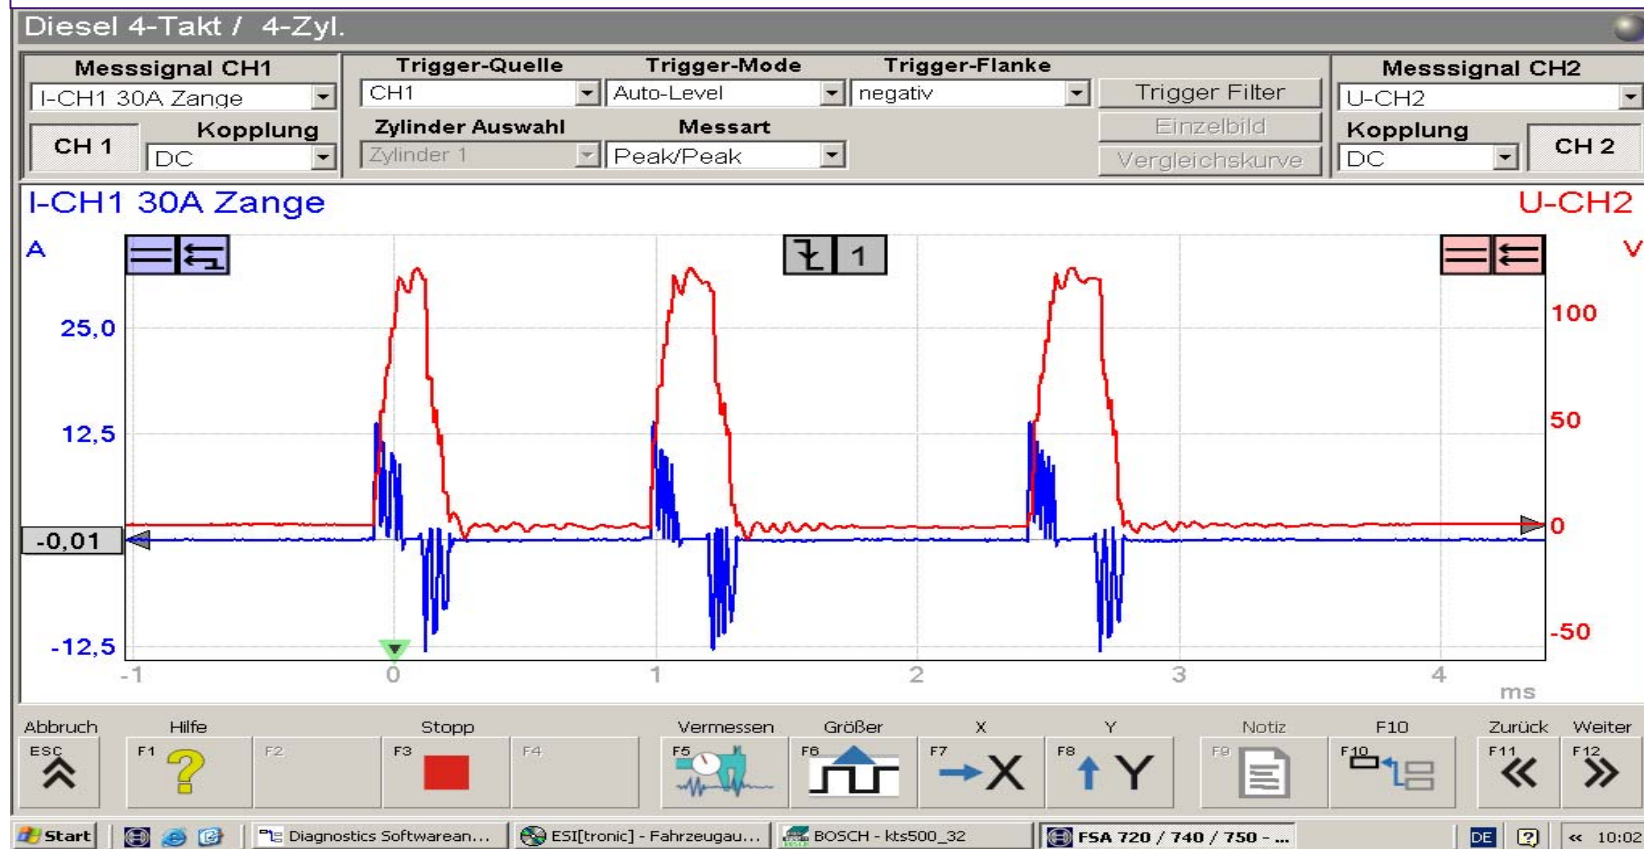 Diesel 4-Takt / 4-Zyl.
Messsignal CH1
Trigger-Quelle Trigger-Mode Trigger-Flanke
Messsignal CH2
I-CH1 30A Zange
CH1 Auto-Level negativ Trigger Filter
U-CH2
CH 1 Kopplung
Zylinder Auswahl Messart Einzelbild
Kopplung CH 2
DC
Zylinder 1 Peak/Peak Vergleichskurve
DC
I-CH1 30A Zange U-CH2
A 1 V
25,0 100
12,5 50
-0,01 0
-12,5 -50
-1 0 1 2 3 4
ms
Abbruch Hilfe Stopp Vermessen Größer X Y Notiz F10 Zurück Weiter
ESC F1 ? F2 F3 F4 F5 F6 F7 X F8 Y F9 F10 F11 F12
Start Diagnostics Softwarean... ESI[tronic] - Fahrzeugau... BOSCH - kts500_32 FSA 720 / 740 / 750 - ... DE ? « 10:02